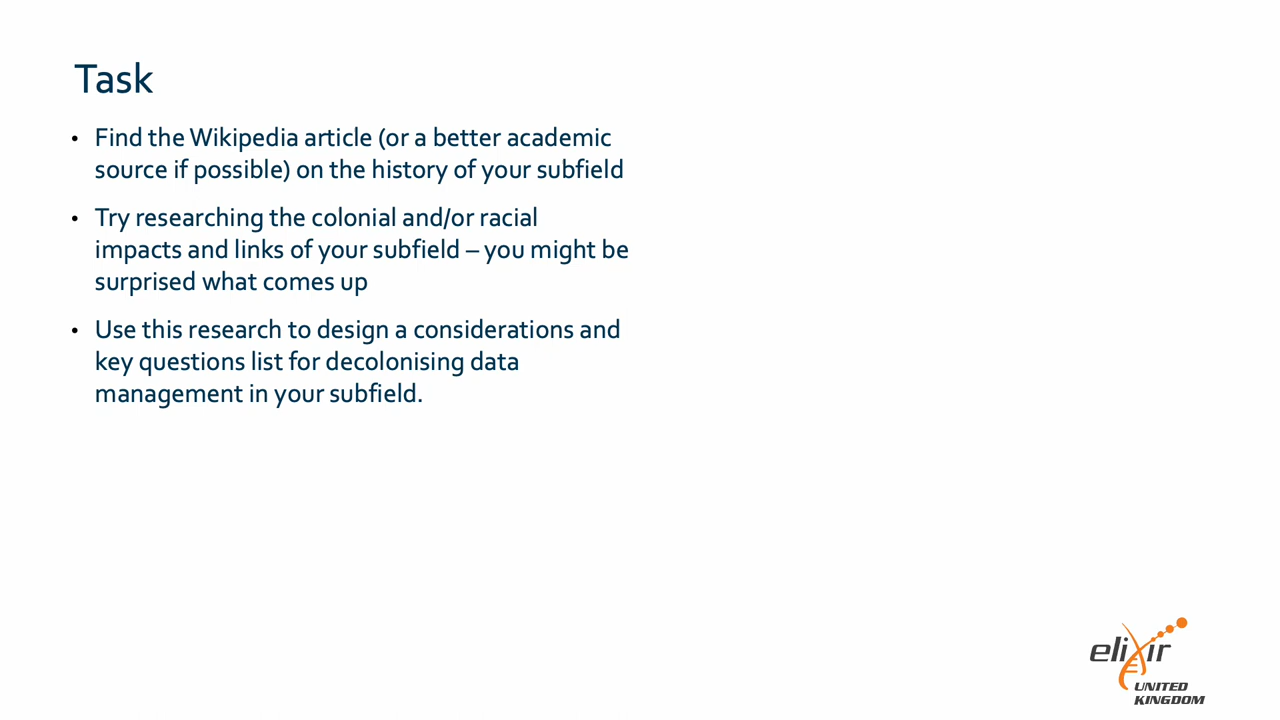 Task
• Find the Wikipedia article (or a better academic
source if possible) on the history of your subfield
• Try researching the colonial and/or racial
impacts and links of your subfield – you might be
surprised what comes up
• Use this research to design a considerations and
key questions list for decolonising data
management in your subfield.
elixir
UNITED
KINGDOM